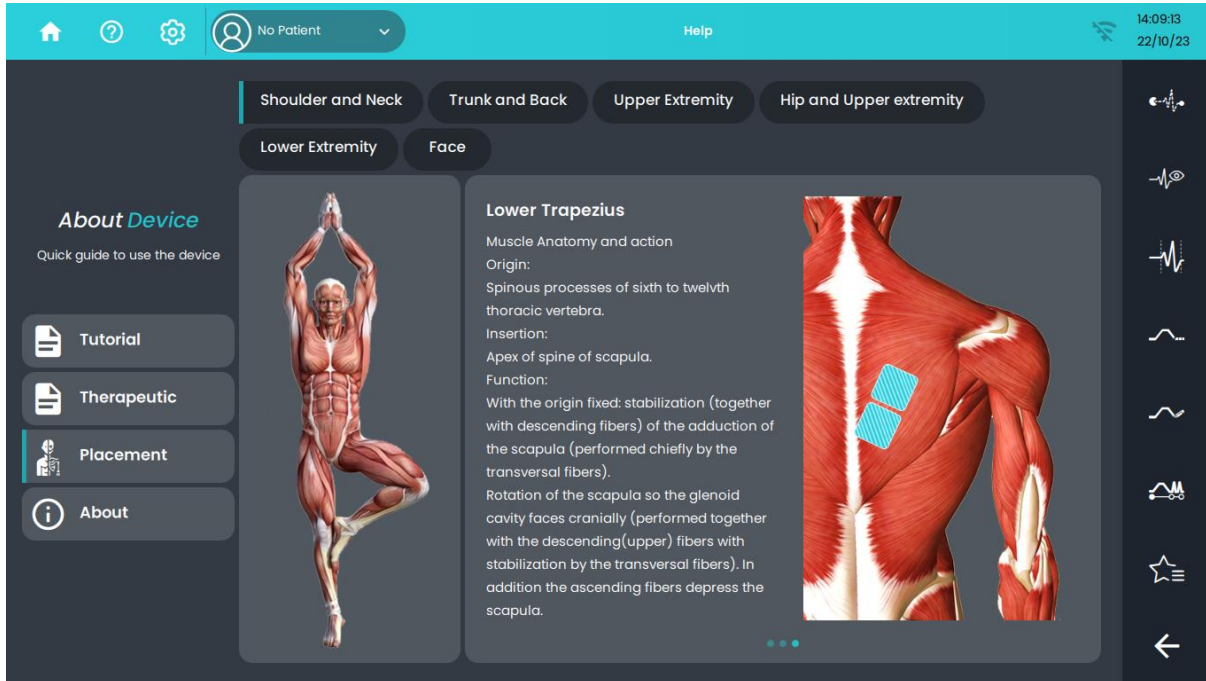 No Patient
Help
14:09:13
22/10/23
Shoulder and Neck
Trunk and Back
Upper Extremity
Hip and Upper extremity
Lower Extremity
Face
About Device
Quick guide to use the device
Tutorial
Therapeutic
Placement
About
Lower Trapezius
Muscle Anatomy and action
Origin:
Spinous processes of sixth to twelvth
thoracic vertebra.
Insertion:
Apex of spine of scapula.
Function:
With the origin fixed: stabilization (together
with descending fibers) of the adduction of
the scapula (performed chiefly by the
transversal fibers).
Rotation of the scapula so the glenoid
cavity faces cranially (performed together
with the descending(upper) fibers with
stabilization by the transversal fibers). In
addition the ascending fibers depress the
scapula.